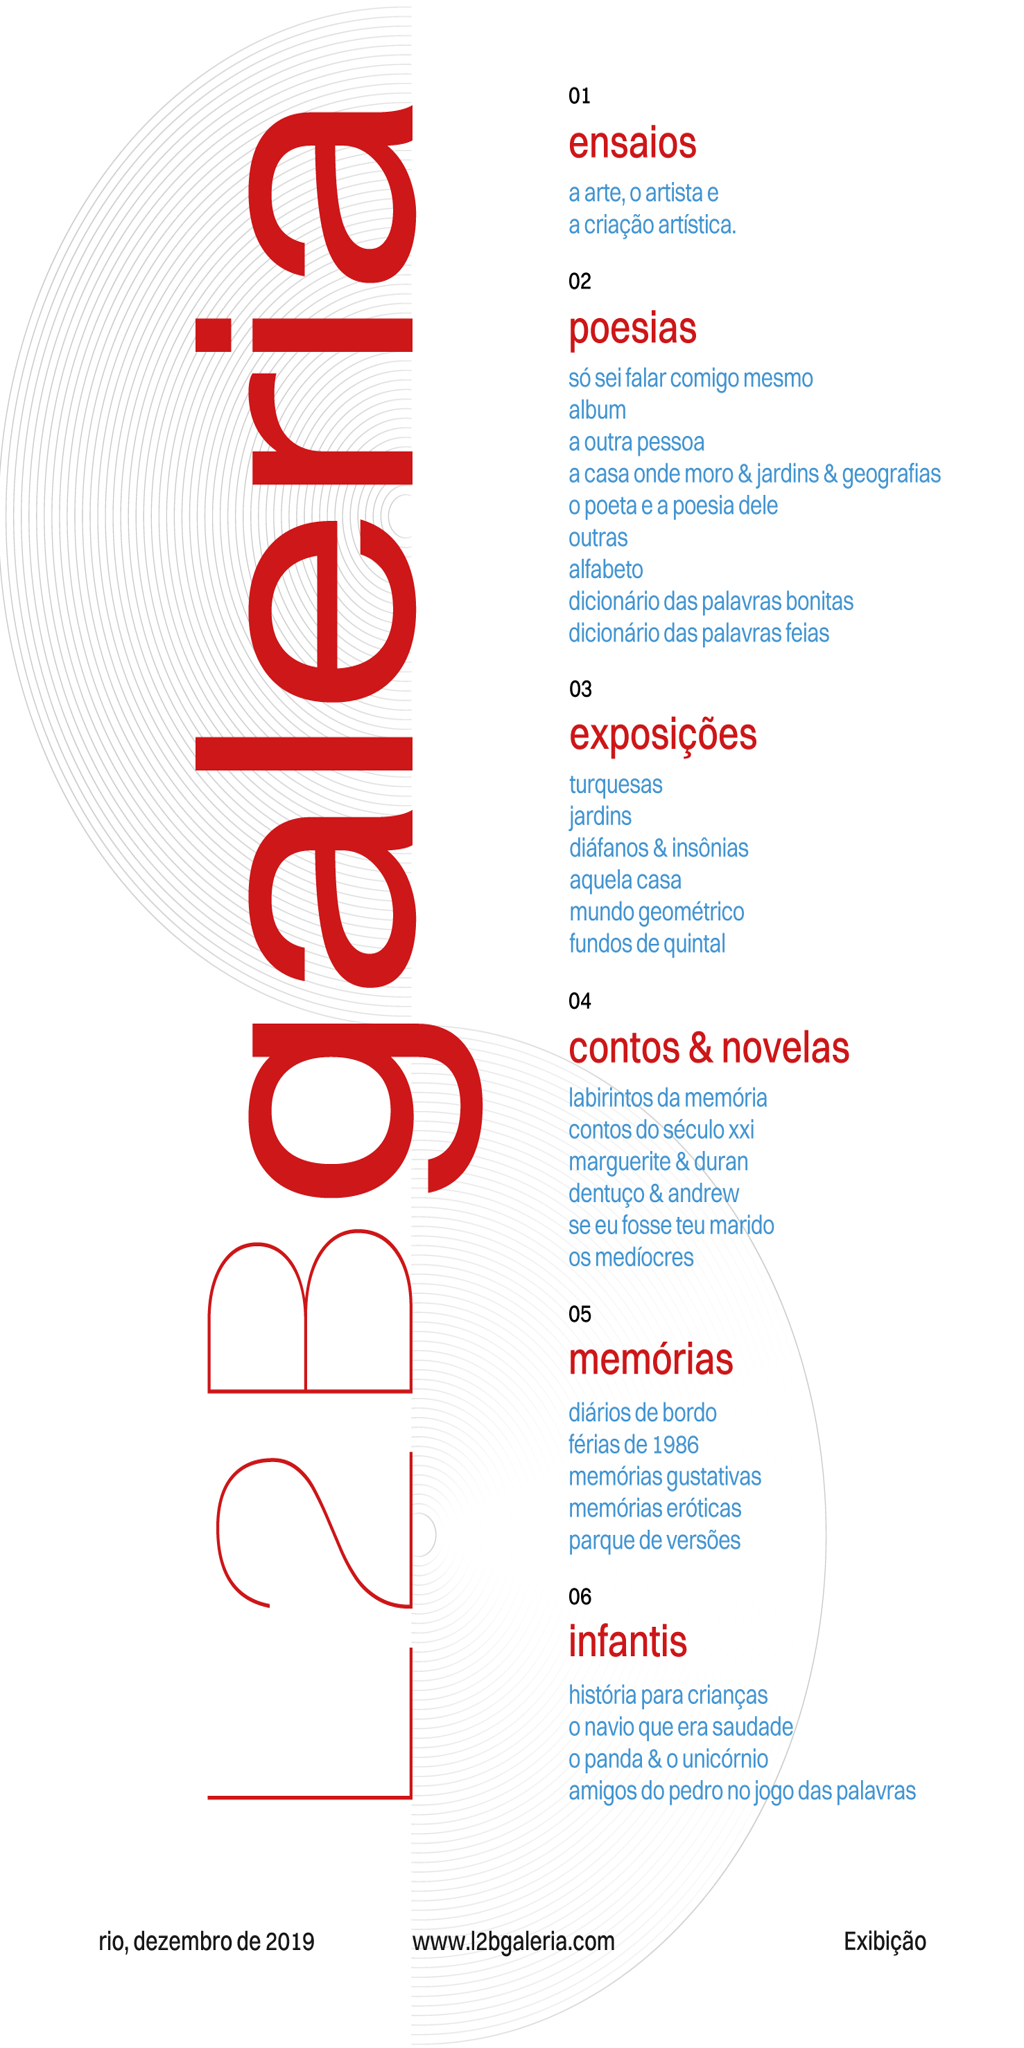 L2Bgaleria
01
ensaios
a arte, o artista e
a criação artística.
02
poesias
só sei falar comigo mesmo
album
a outra pessoa
a casa onde moro & jardins & geografias
o poeta e a poesia dele
outras
alfabeto
dicionário das palavras bonitas
dicionário das palavras feias
03
exposições
turquesas
jardins
diáfanos & insônias
aquela casa
mundo geométrico
fundos de quintal
04
contos & novelas
labirintos da memória
contos do século xxi
marguerite & duran
dentuço & andrew
se eu fosse teu marido
os medíocres
05
memórias
diários de bordo
férias de 1986
memórias gustativas
memórias eróticas
parque de versões
06
infantis
história para crianças
o navio que era saudade
o panda & o unicórnio
amigos do pedro no jogo das palavras
rio, dezembro de 2019
www.l2bgaleria.com
Exibição